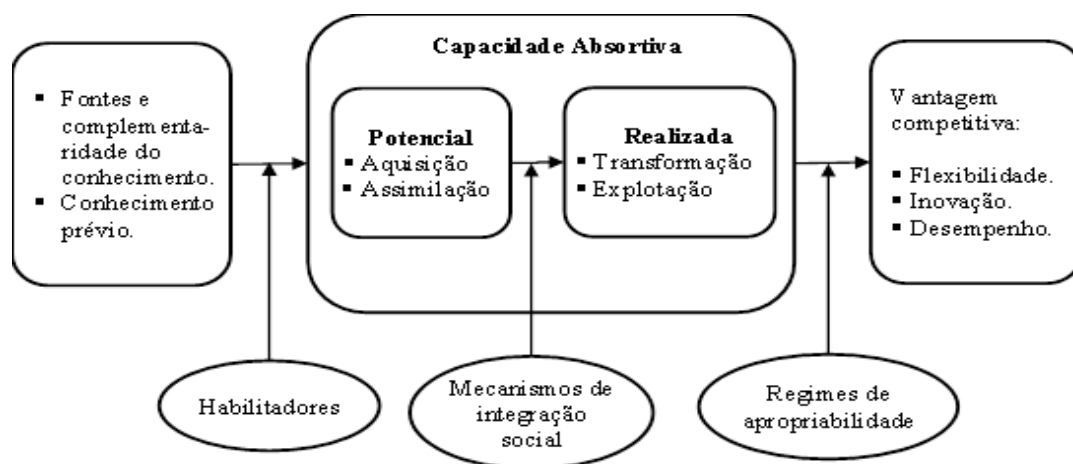 Capacidade Absortiva
▪ Fontes e
complementa-
ridade do
conhecimento.
▪ Conhecimento
prévio.
Potencial
▪ Aquisição
▪ Assimilação
Realizada
▪ Transformação
▪ Explotação
Vantagem
competitiva:
▪ Flexibilidade.
▪ Inovação.
▪ Desempenho.
Habilitadores
Mecanismos de
integração
social
Regimes de
apropriabilidade